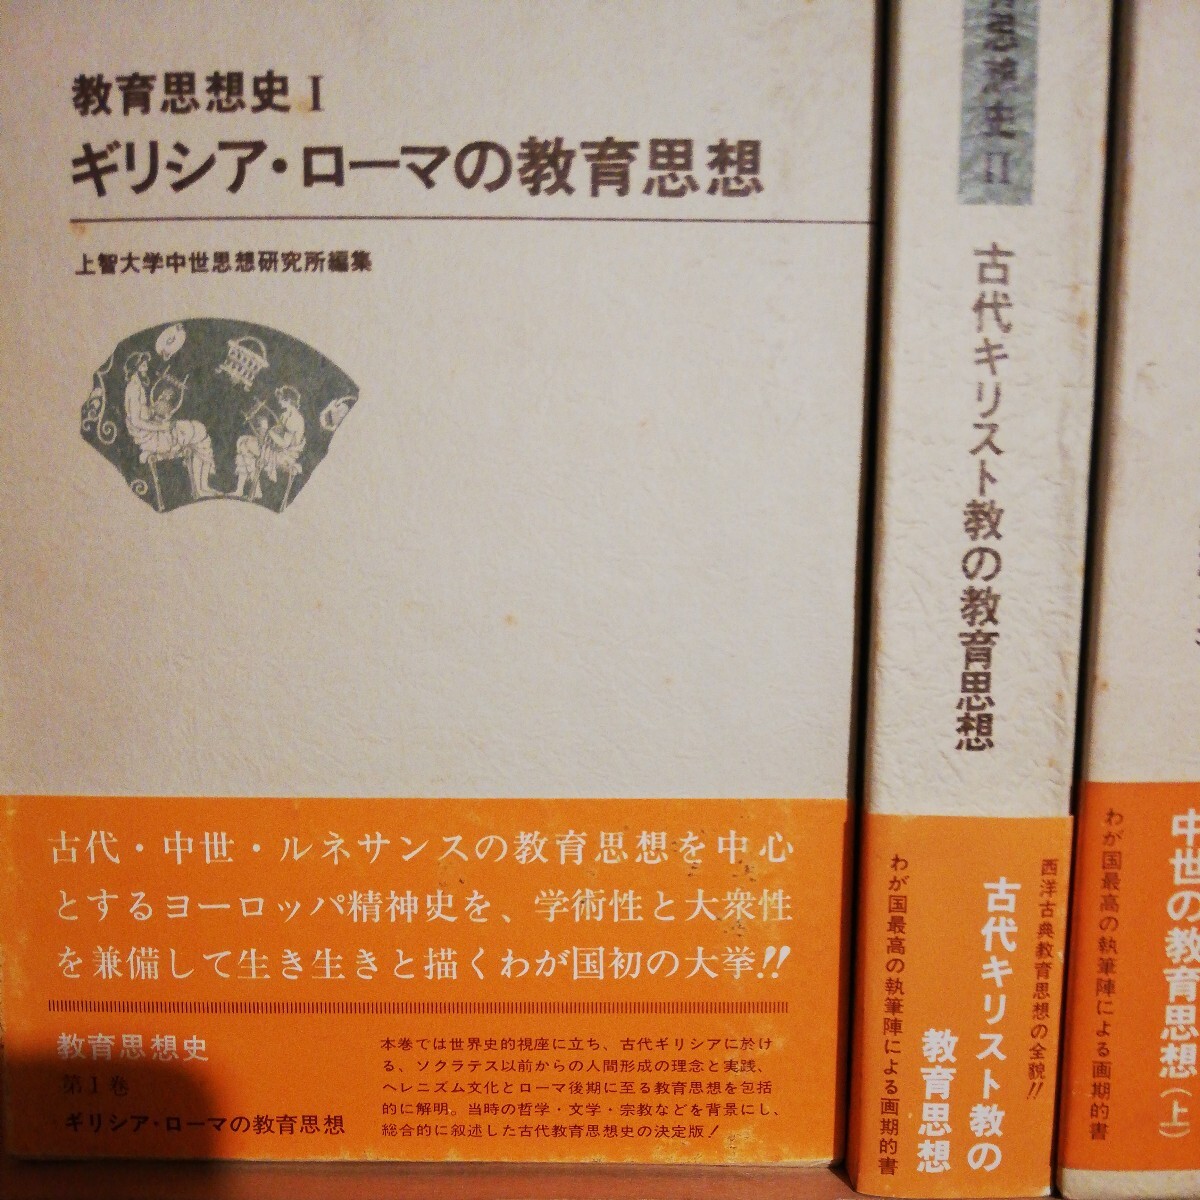 教育思想史 I
ギリシア・ローマの教育思想
上智大学中世思想研究所編集
古代・中世・ルネサンスの教育思想を中心
とするヨーロッパ精神史を、学術性と大衆性
を兼備して生き生きと描くわが国初の大挙!!
教育思想史
第I巻
ギリシア・ローマの教育思想
本巻では世界史的視座に立ち、古代ギリシアに於け
る、ソクラテス以前からの人間形成の理念と実践、
ヘレニズム文化とローマ後期に至る教育思想を包括
的に解明。当時の哲学・文学・宗教などを背景にし、
総合的に叙述した古代教育思想史の決定版!
育思想史 II
古代キリスト教の教育思想
西洋古典教育思想の全貌!!
古代キリスト教の
教育思想
わが国最高の執筆陣による画期的書
中世の教育思想(上)
わが国最高の執筆陣による画期的書